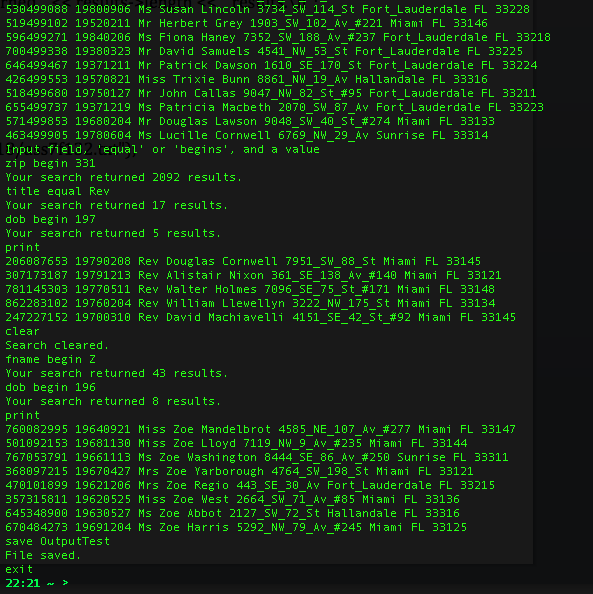 530499088 19800906 Ms Susan Lincoln 3734_SW_114_St Fort_Lauderdale FL 33228
519499102 19520211 Mr Herbert Grey 1903_SW_102_Av_#221 Miami FL 33146
596499271 19840206 Ms Fiona Haney 7352_SW_188_Av_#237 Fort_Lauderdale FL 33218
700499338 19380323 Mr David Samuels 4541_NW_53_St Fort_Lauderdale FL 33225
646499467 19371211 Mr Patrick Dawson 1610_SE_170_St Fort_Lauderdale FL 33224
426499553 19570821 Miss Trixie Bunn 8861_NW_19_Av Hallandale FL 33316
518499680 19750127 Mr John Callas 9047_NW_82_St_#95 Fort_Lauderdale FL 33211
655499737 19371219 Ms Patricia Macbeth 2070_SW_87_Av Fort_Lauderdale FL 33223
571499853 19680204 Mr Douglas Lawson 9048_SW_40_St_#274 Miami FL 33133
463499905 19780604 Ms Lucille Cornwell 6769_NW_29_Av Sunrise FL 33314
Input field, 'equal' or 'begins', and a value
zip begin 331
Your search returned 2092 results.
title equal Rev
Your search returned 17 results.
dob begin 197
Your search returned 5 results.
print
206087653 19790208 Rev Douglas Cornwell 7951_SW_88_St Miami FL 33145
307173187 19791213 Rev Alistair Nixon 361_SE_138_Av_#140 Miami FL 33121
781145303 19770511 Rev Walter Holmes 7096_SE_75_St_#171 Miami FL 33148
862283102 19760204 Rev William Llewellyn 3222_NW_175_St Miami FL 33134
247227152 19700310 Rev David Machiavelli 4151_SE_42_St_#92 Miami FL 33145
clear
Search cleared.
fname begin Z
Your search returned 43 results.
dob begin 196
Your search returned 8 results.
print
760082995 19640921 Miss Zoe Mandelbrot 4585_NE_107_Av_#277 Miami FL 33147
501092153 19681130 Miss Zoe Lloyd 7119_NW_9_Av_#235 Miami FL 33144
767053791 19661113 Ms Zoe Washington 8444_SE_86_Av_#250 Sunrise FL 33311
368097215 19670427 Mrs Zoe Yarborough 4764_SW_198_St Miami FL 33121
470101899 19621206 Mrs Zoe Regio 443_SE_30_Av Fort_Lauderdale FL 33215
357315811 19620525 Miss Zoe West 2664_SW_71_Av_#85 Miami FL 33136
645348900 19630527 Ms Zoe Abbot 2127_SW_72_St Hallandale FL 33316
670484273 19691204 Ms Zoe Harris 5292_NW_79_Av_#245 Miami FL 33125
save OutputTest
File saved.
exit
22:21 ~ >